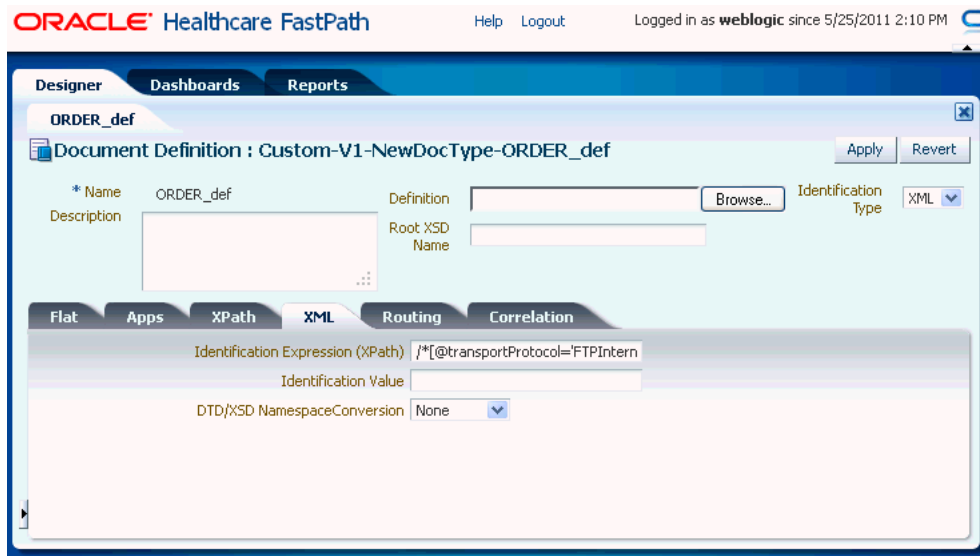 ORACLE Healthcare FastPath Help Logout Logged in as weblogic since 5/25/2011 2:10 PM
Designer Dashboards Reports
ORDER_def
Document Definition : Custom-V1-NewDocType-ORDER_def Apply Revert
* Name ORDER_def
Description
Definition Browse...
Root XSD
Name
Identification
Type XML
Flat Apps XPath XML Routing Correlation
Identification Expression (XPath) /*[@transportProtocol='FTPIntern
Identification Value
DTD/XSD NamespaceConversion None